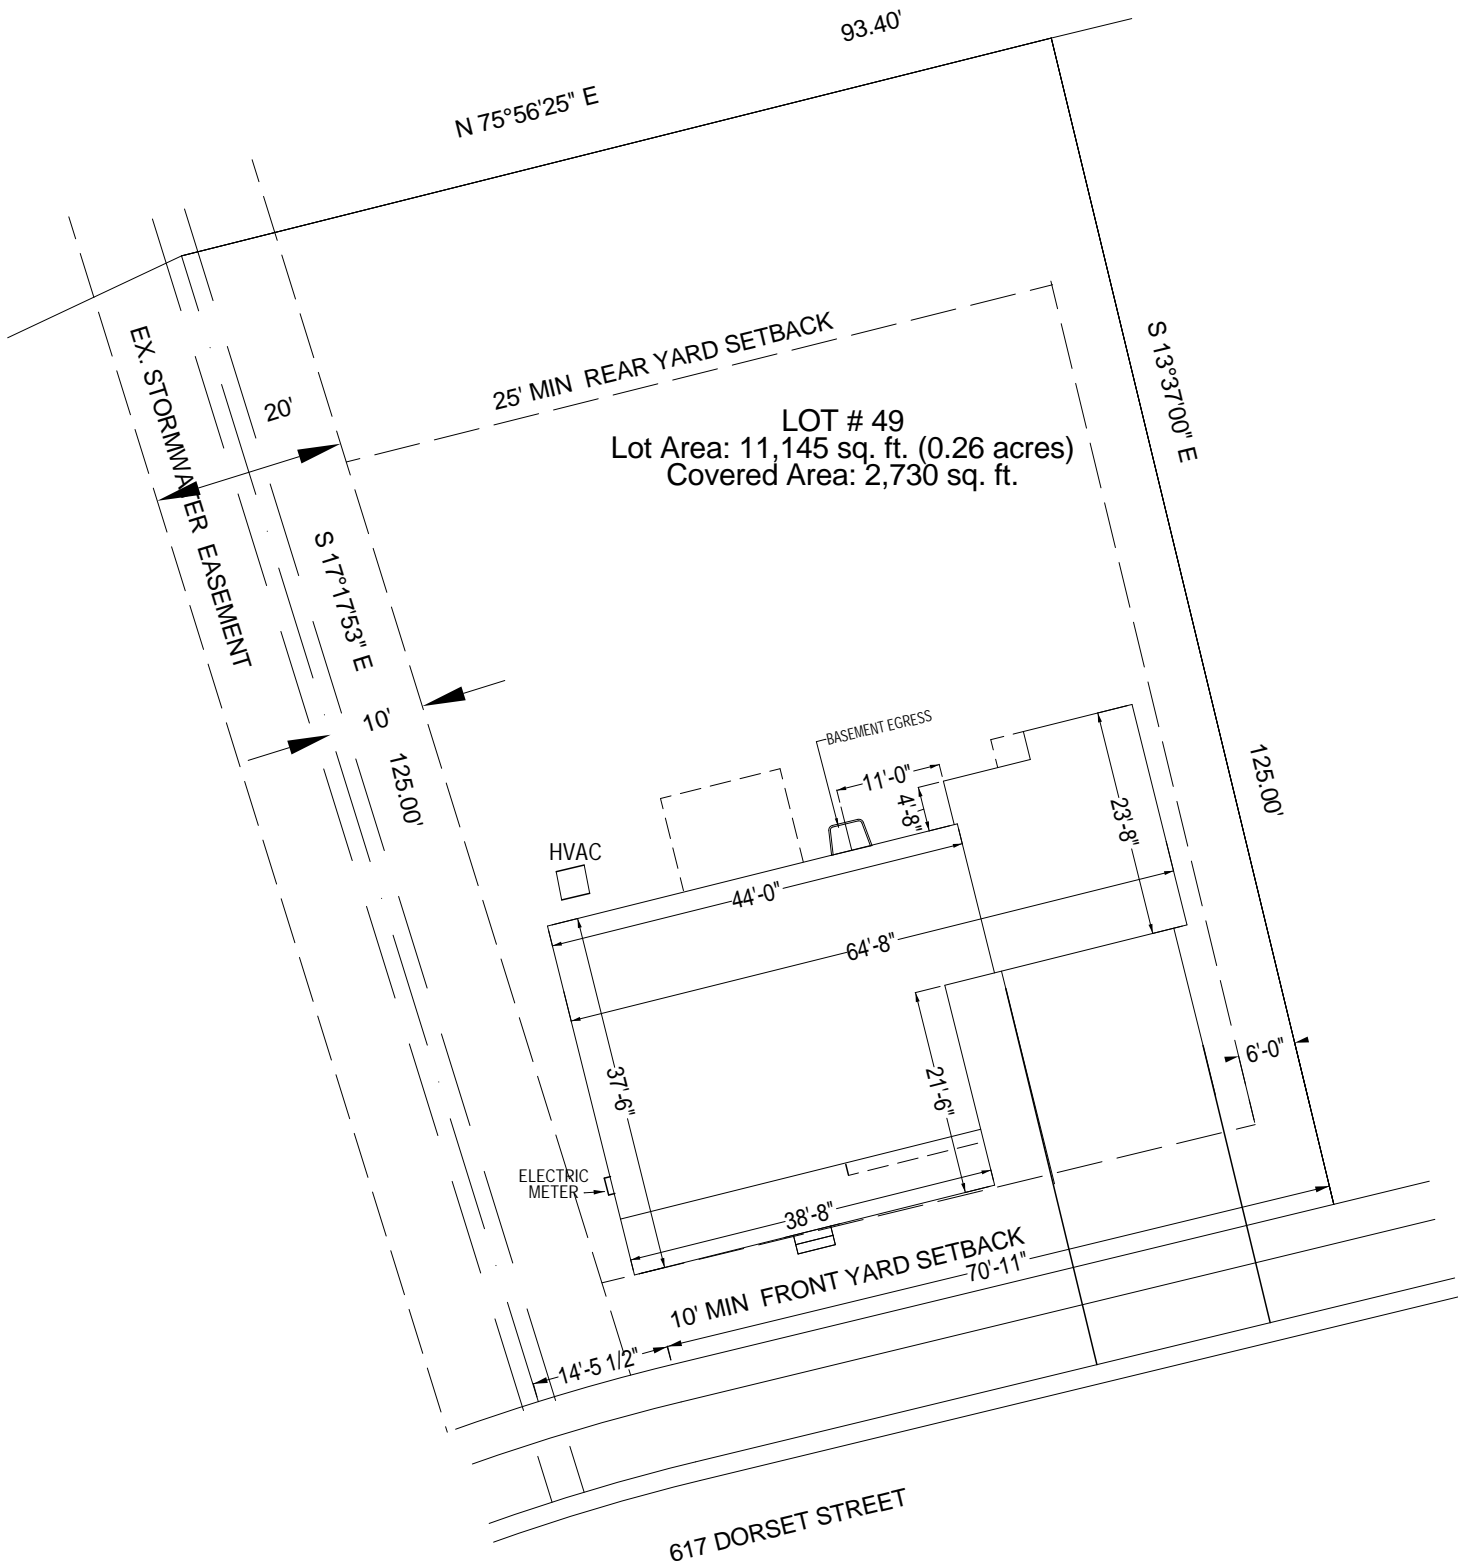 93.40'
N 75°56'25" E
EX. STORMWATER EASEMENT
20'
25' MIN REAR YARD SETBACK
S 13°37'00" E
LOT # 49
Lot Area: 11,145 sq. ft. (0.26 acres)
Covered Area: 2,730 sq. ft.
S 17°17'53" E
10'
125.00'
BASEMENT EGRESS
11'-0"
4'-8"
23'-8"
125.00'
HVAC
44'-0"
64'-8"
37'-6"
21'-6"
6'-0"
ELECTRIC
METER
38'-8"
10' MIN FRONT YARD SETBACK
70'-11"
14'-5 1/2"
617 DORSET STREET